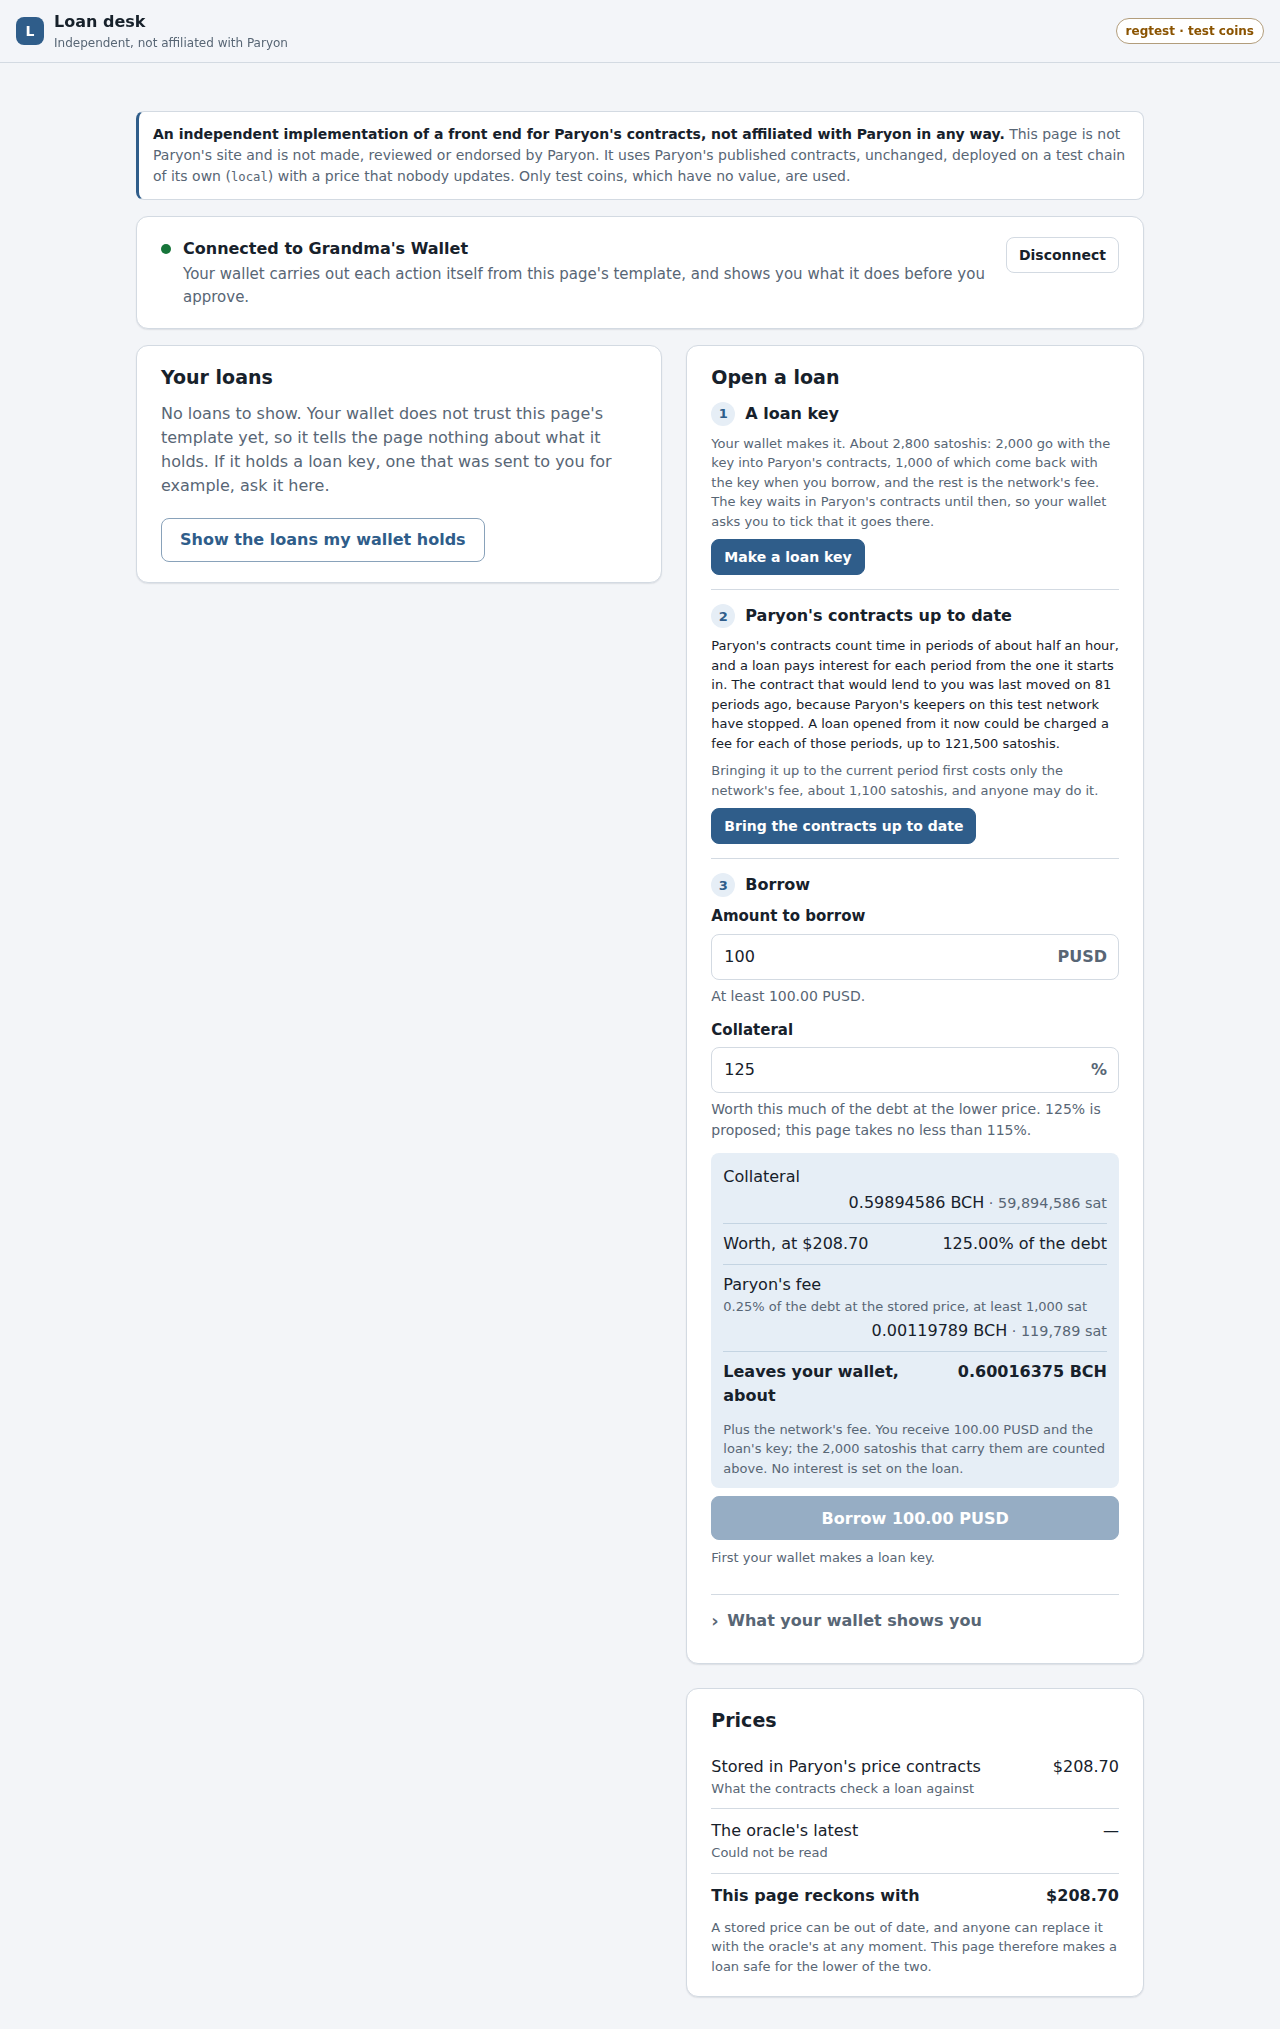 L
Loan desk
Independent, not affiliated with Paryon
regtest · test coins
An independent implementation of a front end for Paryon's contracts, not affiliated with Paryon in any way. This page is not
Paryon's site and is not made, reviewed or endorsed by Paryon. It uses Paryon's published contracts, unchanged, deployed on a test chain
of its own (local) with a price that nobody updates. Only test coins, which have no value, are used.
Connected to Grandma's Wallet
Your wallet carries out each action itself from this page's template, and shows you what it does before you
approve.
Disconnect
Your loans
No loans to show. Your wallet does not trust this page's
template yet, so it tells the page nothing about what it
holds. If it holds a loan key, one that was sent to you for
example, ask it here.
Show the loans my wallet holds
Open a loan
1 A loan key
Your wallet makes it. About 2,800 satoshis: 2,000 go with the
key into Paryon's contracts, 1,000 of which come back with
the key when you borrow, and the rest is the network's fee.
The key waits in Paryon's contracts until then, so your wallet
asks you to tick that it goes there.
Make a loan key
2 Paryon's contracts up to date
Paryon's contracts count time in periods of about half an hour,
and a loan pays interest for each period from the one it starts
in. The contract that would lend to you was last moved on 81
periods ago, because Paryon's keepers on this test network
have stopped. A loan opened from it now could be charged a
fee for each of those periods, up to 121,500 satoshis.
Bringing it up to the current period first costs only the
network's fee, about 1,100 satoshis, and anyone may do it.
Bring the contracts up to date
3 Borrow
Amount to borrow
100 PUSD
At least 100.00 PUSD.
Collateral
125 %
Worth this much of the debt at the lower price. 125% is
proposed; this page takes no less than 115%.
Collateral
0.59894586 BCH · 59,894,586 sat
Worth, at $208.70 125.00% of the debt
Paryon's fee
0.25% of the debt at the stored price, at least 1,000 sat
0.00119789 BCH · 119,789 sat
Leaves your wallet, 0.60016375 BCH
about
Plus the network's fee. You receive 100.00 PUSD and the
loan's key; the 2,000 satoshis that carry them are counted
above. No interest is set on the loan.
Borrow 100.00 PUSD
First your wallet makes a loan key.
› What your wallet shows you
Prices
Stored in Paryon's price contracts $208.70
What the contracts check a loan against
The oracle's latest —
Could not be read
This page reckons with $208.70
A stored price can be out of date, and anyone can replace it
with the oracle's at any moment. This page therefore makes a
loan safe for the lower of the two.